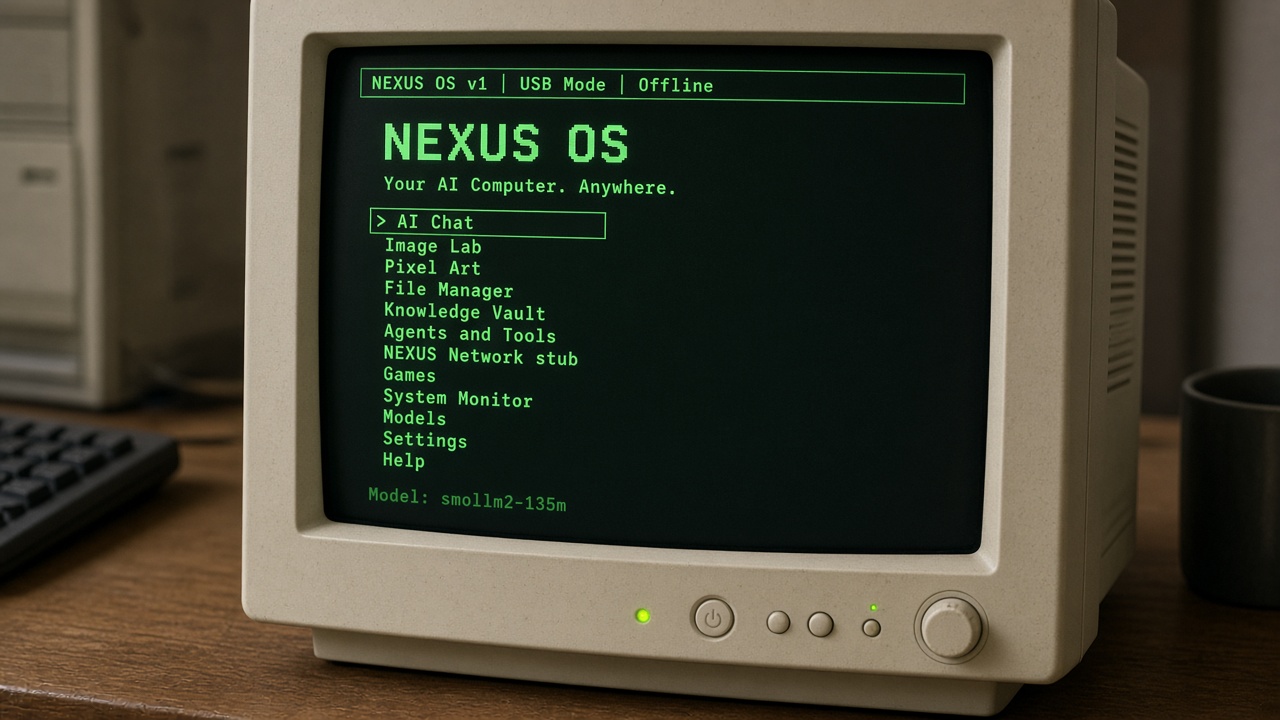 NEXUS OS v1 | USB Mode | Offline
NEXUS OS
Your AI Computer. Anywhere.
> AI Chat
Image Lab
Pixel Art
File Manager
Knowledge Vault
Agents and Tools
NEXUS Network stub
Games
System Monitor
Models
Settings
Help
Model: smollm2-135m